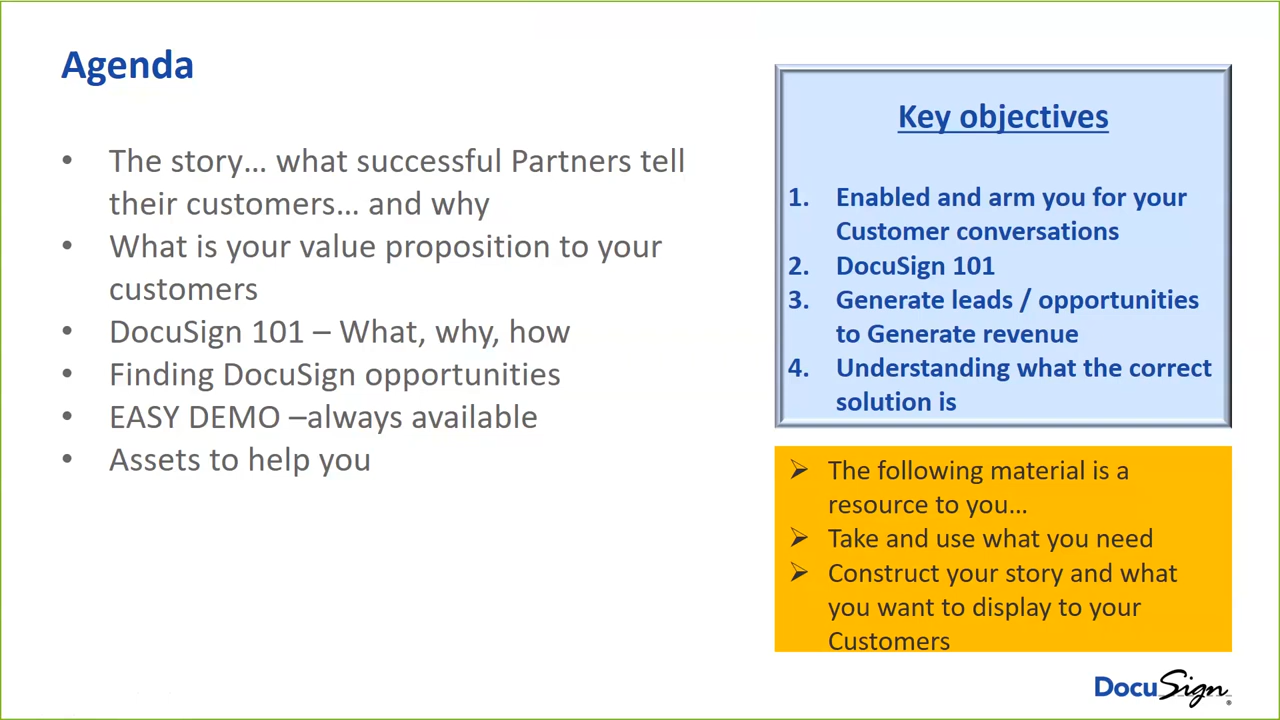 Agenda
• The story... what successful Partners tell
their customers... and why
• What is your value proposition to your
customers
• DocuSign 101 – What, why, how
• Finding DocuSign opportunities
• EASY DEMO –always available
• Assets to help you
Key objectives
1. Enabled and arm you for your
Customer conversations
2. DocuSign 101
3. Generate leads / opportunities
to Generate revenue
4. Understanding what the correct
solution is
➢ The following material is a
resource to you...
➢ Take and use what you need
➢ Construct your story and what
you want to display to your
Customers
DocuSign®